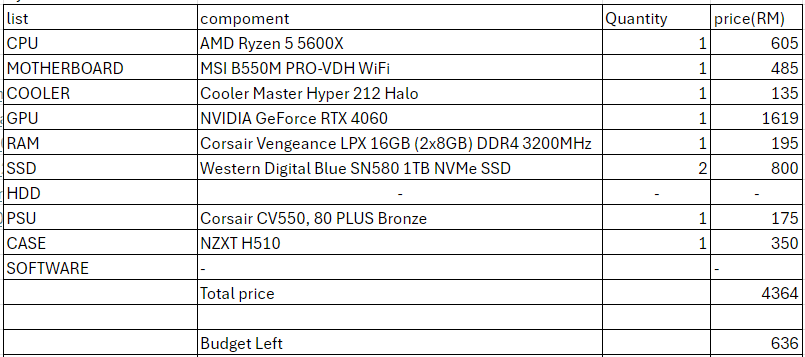 list compoment Quantity price(RM)
CPU AMD Ryzen 5 5600X 1 605
MOTHERBOARD MSI B550M PRO-VDH WiFi 1 485
COOLER Cooler Master Hyper 212 Halo 1 135
GPU NVIDIA GeForce RTX 4060 1 1619
RAM Corsair Vengeance LPX 16GB (2x8GB) DDR4 3200MHz 1 195
SSD Western Digital Blue SN580 1TB NVMe SSD 2 800
HDD - - -
PSU Corsair CV550, 80 PLUS Bronze 1 175
CASE NZXT H510 1 350
SOFTWARE - -
Total price 4364
Budget Left 636